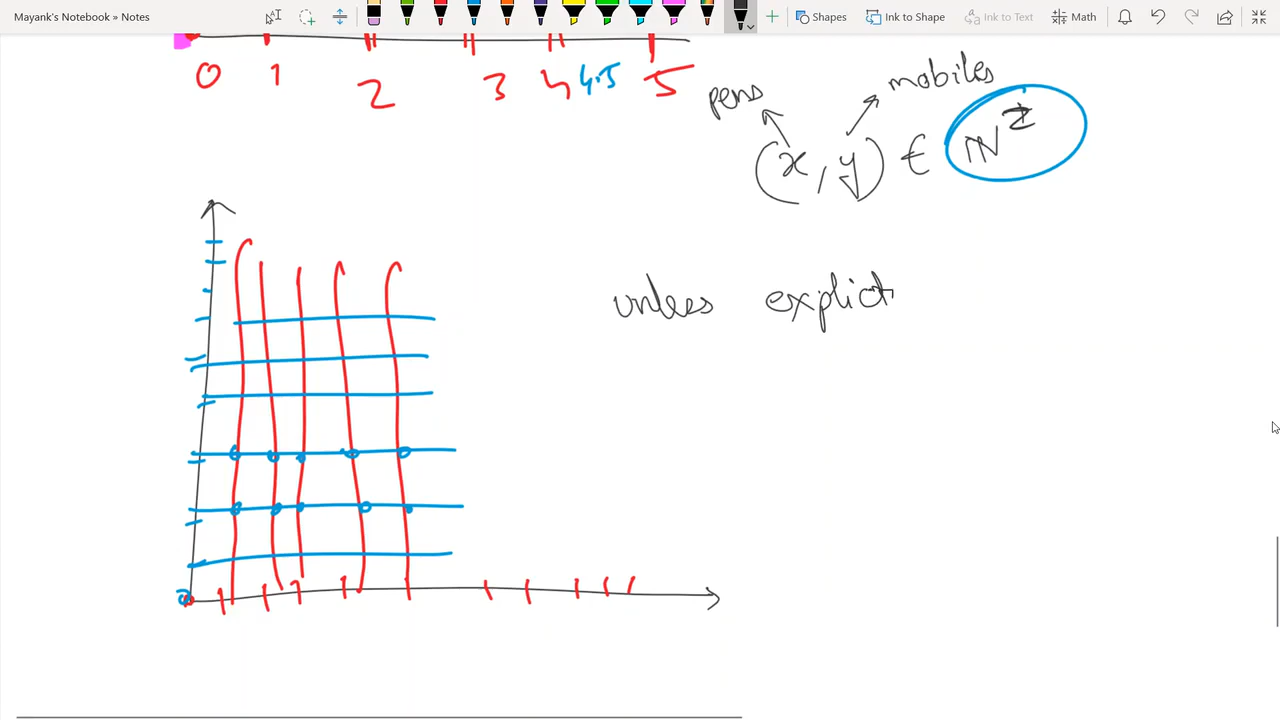 Mayank's Notebook » Notes
Shapes
Ink to Shape
Ink to Text
Math
0 1 2 3 4 4.5 5
pens
mobiles
(x, y) ∈ ℕ²
unless explict